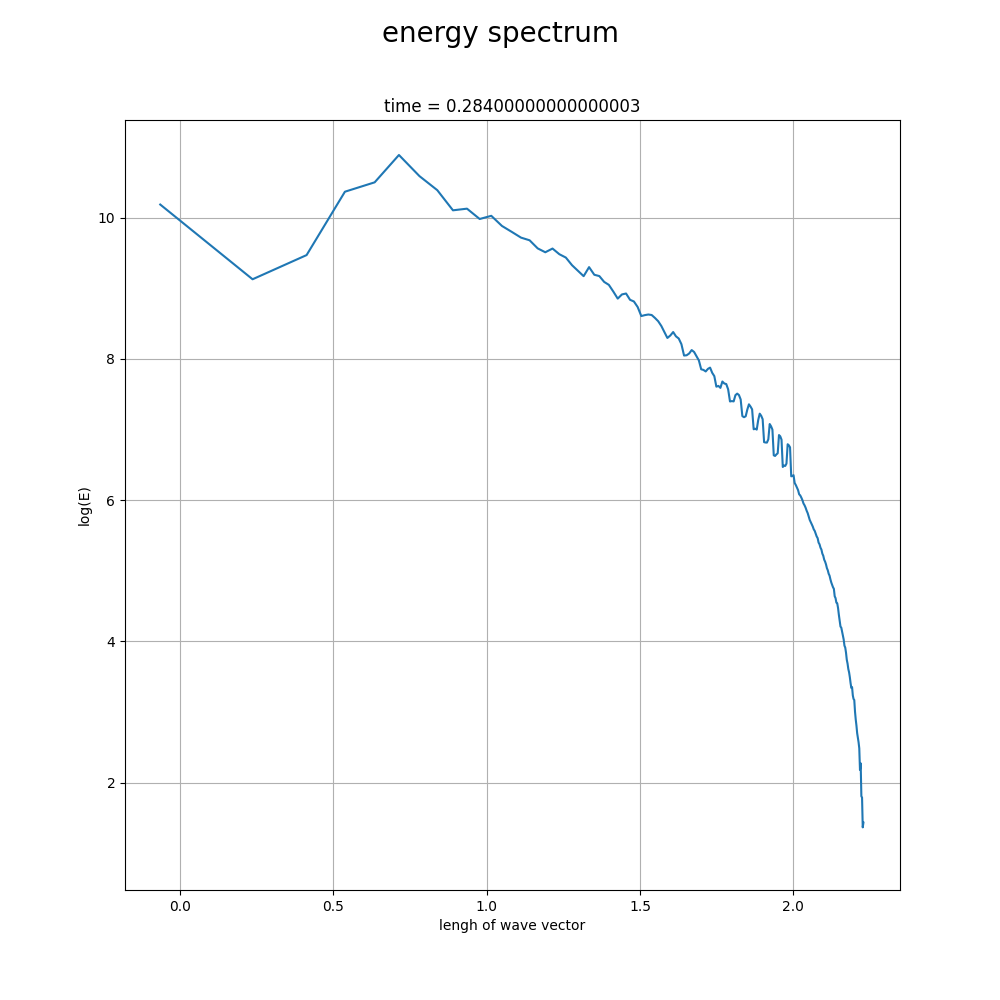 energy spectrum
time = 0.28400000000000003
10
8
6
4
2
log(E)
0.0 0.5 1.0 1.5 2.0
lengh of wave vector